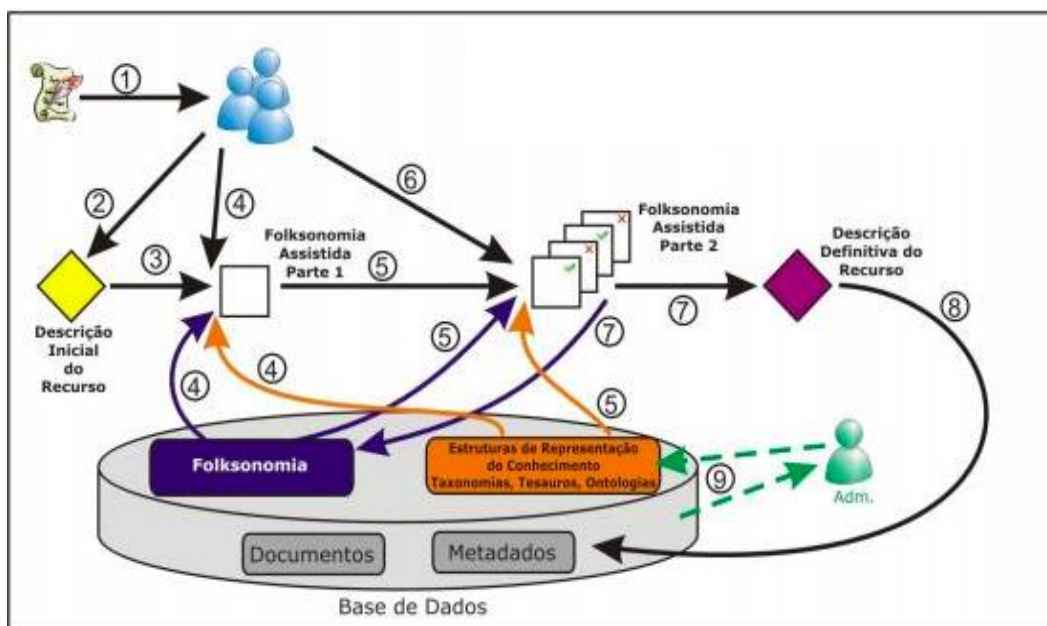 ①
②
④
⑥
③
Folksonomia
Assistida
Parte 1
⑤
Folksonomia
Assistida
Parte 2
⑦
Descrição
Definitiva do
Recurso
⑧
Descrição
Inicial
do
Recurso
④
④
⑤
⑦
⑤
Folksonomia
Estruturas de Representação
do Conhecimento
Taxonomias, Tesauros, Ontologias
⑨
Adm.
Documentos
Metadados
Base de Dados